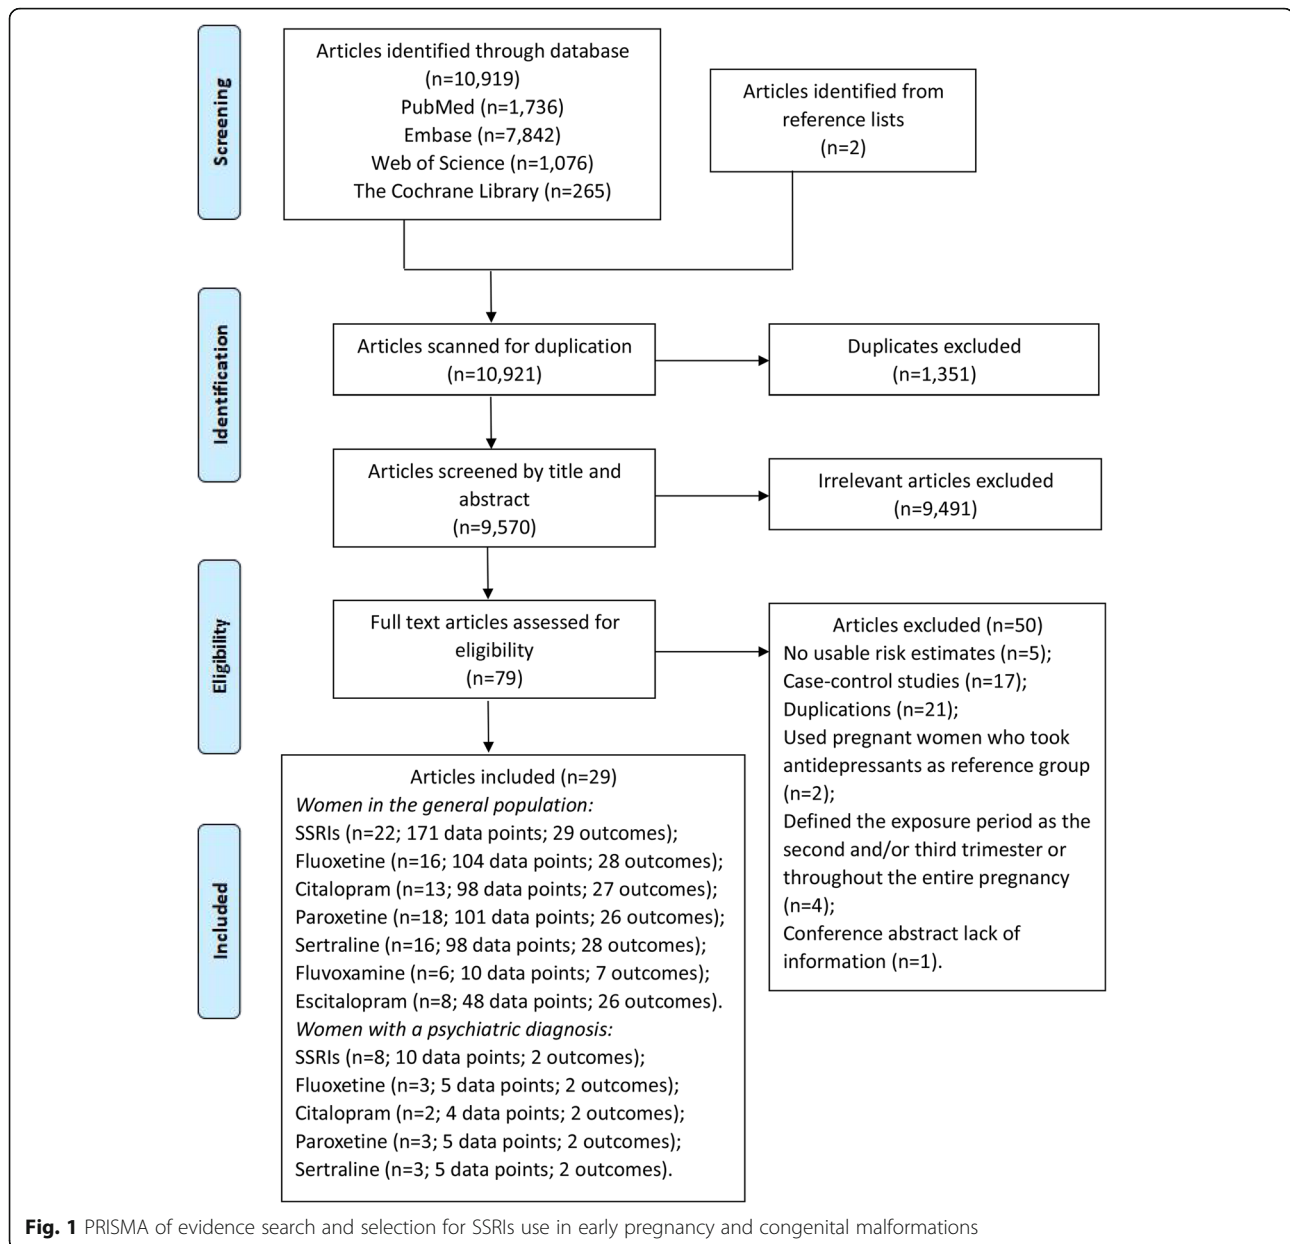 Screening
Articles identified through database
(n=10,919)
PubMed (n=1,736)
Embase (n=7,842)
Web of Science (n=1,076)
The Cochrane Library (n=265)
Articles identified from
reference lists
(n=2)
Identification
Articles scanned for duplication
(n=10,921)
Duplicates excluded
(n=1,351)
Articles screened by title and
abstract
(n=9,570)
Irrelevant articles excluded
(n=9,491)
Eligibility
Full text articles assessed for
eligibility
(n=79)
Articles excluded (n=50)
No usable risk estimates (n=5);
Case-control studies (n=17);
Duplications (n=21);
Used pregnant women who took
antidepressants as reference group
(n=2);
Defined the exposure period as the
second and/or third trimester or
throughout the entire pregnancy
(n=4);
Conference abstract lack of
information (n=1).
Included
Articles included (n=29)
Women in the general population:
SSRIs (n=22; 171 data points; 29 outcomes);
Fluoxetine (n=16; 104 data points; 28 outcomes);
Citalopram (n=13; 98 data points; 27 outcomes);
Paroxetine (n=18; 101 data points; 26 outcomes);
Sertraline (n=16; 98 data points; 28 outcomes);
Fluvoxamine (n=6; 10 data points; 7 outcomes);
Escitalopram (n=8; 48 data points; 26 outcomes).
Women with a psychiatric diagnosis:
SSRIs (n=8; 10 data points; 2 outcomes);
Fluoxetine (n=3; 5 data points; 2 outcomes);
Citalopram (n=2; 4 data points; 2 outcomes);
Paroxetine (n=3; 5 data points; 2 outcomes);
Sertraline (n=3; 5 data points; 2 outcomes).
Fig. 1 PRISMA of evidence search and selection for SSRIs use in early pregnancy and congenital malformations